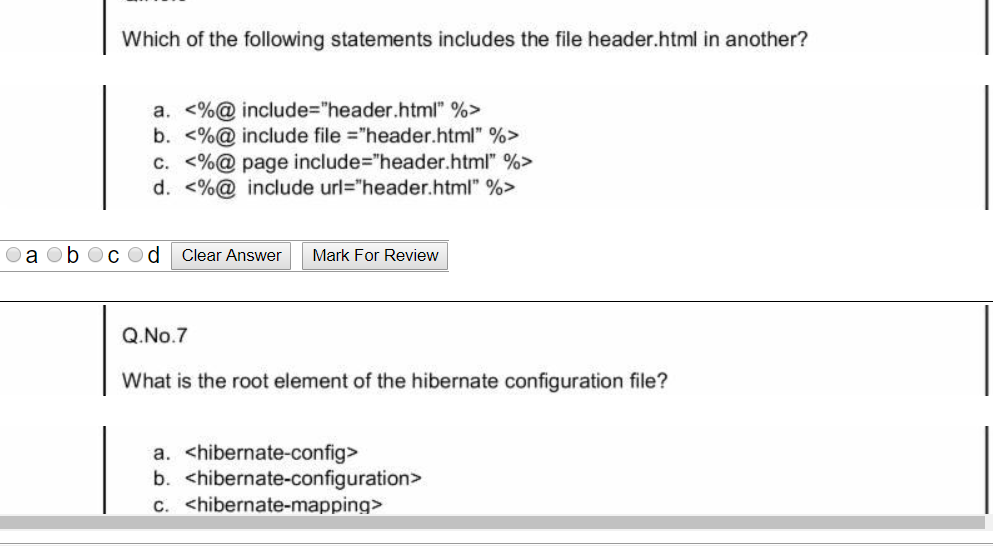 Which of the following statements includes the file header.html in another?
a. <%@ include="header.html” %>
b. <%@ include file ="header.html” %>
c. <%@ page include="header.html” %>
d. <%@ include url="header.html” %>
a b c d Clear Answer Mark For Review
Q.No.7
What is the root element of the hibernate configuration file?
a. <hibernate-config>
b. <hibernate-configuration>
c. <hibernate-mapping>